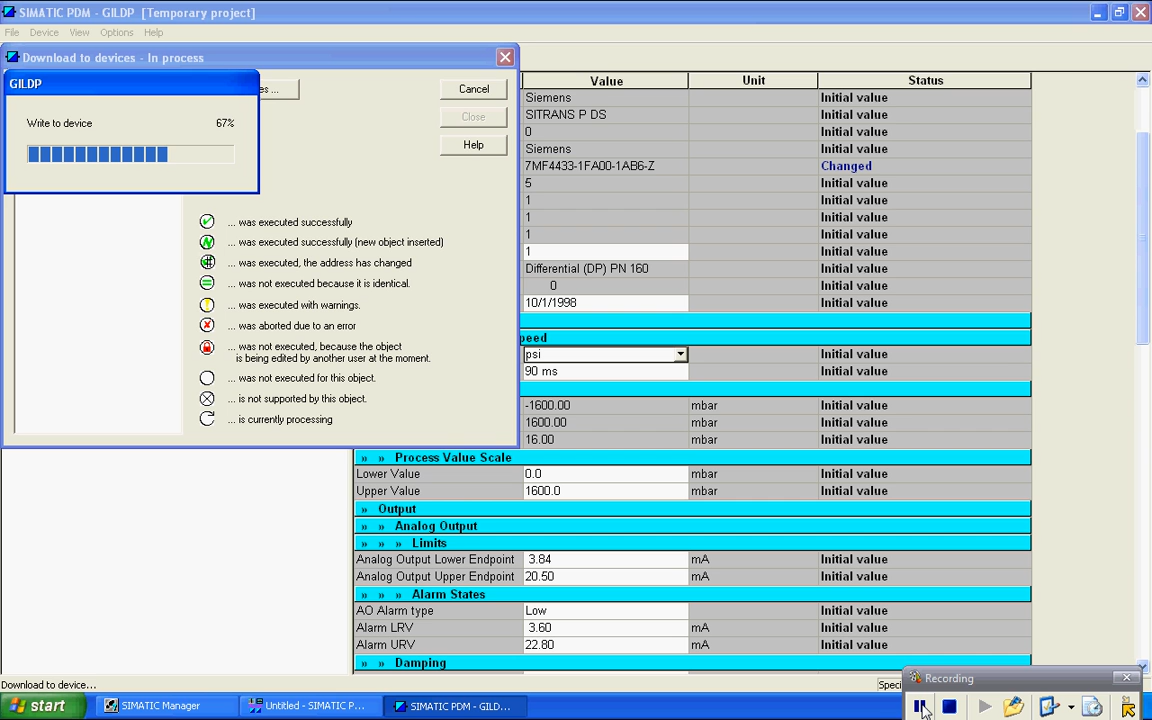 SIMATIC PDM - GILDP  [Temporary project]
File Device View Options Help
Download to devices - In process
GILDP
es ...
Cancel
Write to device 67%
Close
Help
... was executed successfully
... was executed successfully (new object inserted)
... was executed, the address has changed
... was not executed because it is identical.
... was executed with warnings.
... was aborted due to an error
... was not executed, because the object
is being edited by another user at the moment.
... was not executed for this object.
... is not supported by this object.
... is currently processing
Value Unit Status
Siemens Initial value
SITRANS P DS Initial value
0 Initial value
Siemens Initial value
7MF4433-1FA00-1AB6-Z Changed
5 Initial value
1 Initial value
1 Initial value
1 Initial value
1 Initial value
Differential (DP) PN 160 Initial value
0 Initial value
10/1/1998 Initial value
peed
psi Initial value
90 ms Initial value
-1600.00 mbar Initial value
1600.00 mbar Initial value
16.00 mbar Initial value
» » Process Value Scale
Lower Value 0.0 mbar Initial value
Upper Value 1600.0 mbar Initial value
» Output
» » Analog Output
» » » Limits
Analog Output Lower Endpoint 3.84 mA Initial value
Analog Output Upper Endpoint 20.50 mA Initial value
» » » Alarm States
AO Alarm type Low Initial value
Alarm LRV 3.60 mA Initial value
Alarm URV 22.80 mA Initial value
» » Damping
Download to device...
Speci
Recording
start
SIMATIC Manager
Untitled - SIMATIC P...
SIMATIC PDM - GILD...